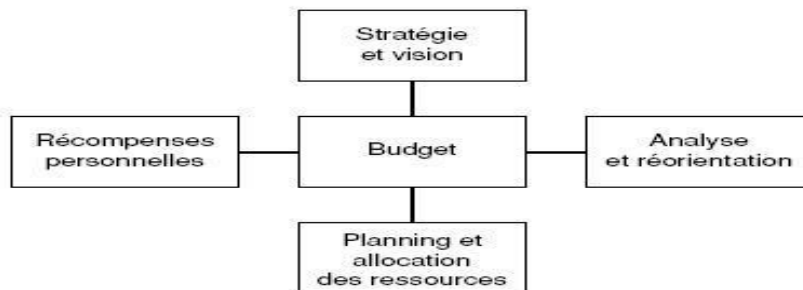 Stratégie
et vision
Récompenses
personnelles
Budget
Analyse
et réorientation
Planning et
allocation
des ressources